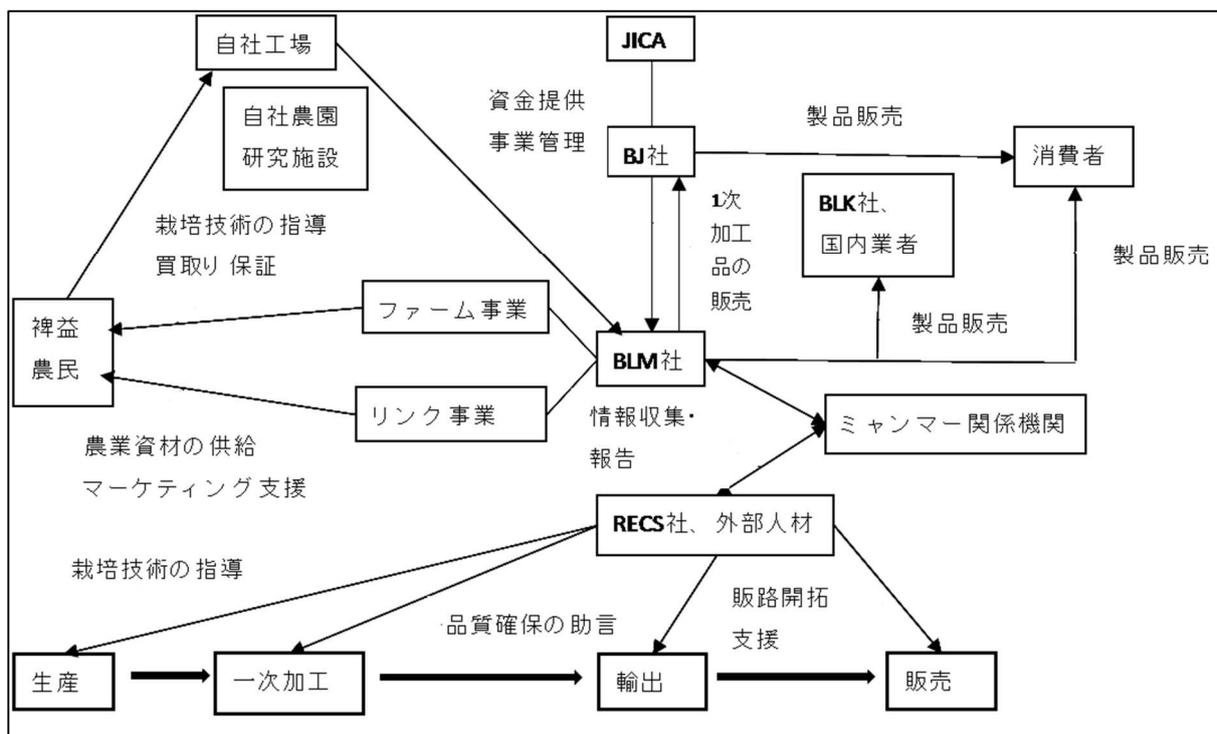 自社工場
JICA
自社農園
研究施設
資金提供
事業管理
BJ社
製品販売
消費者
1次
加工
品の
販売
BLK社、
国内業者
製品販売
栽培技術の指導
買取り保証
裨益
農民
ファーム事業
製品販売
BLM社
リンク事業
情報収集・
報告
ミャンマー関係機関
農業資材の供給
マーケティング支援
RECS社、外部人材
栽培技術の指導
品質確保の助言
販路開拓
支援
生産
一次加工
輸出
販売